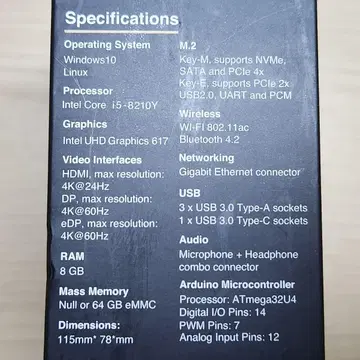 Specifications
Operating System
Windows10
Linux
Processor
Intel Core i5-8210Y
Graphics
Intel UHD Graphics 617
Video Interfaces
HDMI, max resolution:
4K@24Hz
DP, max resolution:
4K@60Hz
eDP, max resolution:
4K@60Hz
RAM
8 GB
Mass Memory
Null or 64 GB eMMC
Dimensions:
115mm* 78*mm
M.2
Key-M, supports NVMe,
SATA and PCIe 4x
Key-E, supports PCIe 2x
USB2.0, UART and PCM
Wireless
WI-FI 802.11ac
Bluetooth 4.2
Networking
Gigabit Ethernet connector
USB
3 x USB 3.0 Type-A sockets
1 x USB 3.0 Type-C sockets
Audio
Microphone + Headphone
combo connector
Arduino Microcontroller
Processor: ATmega32U4
Digital I/O Pins: 14
PWM Pins: 7
Analog Input Pins: 12